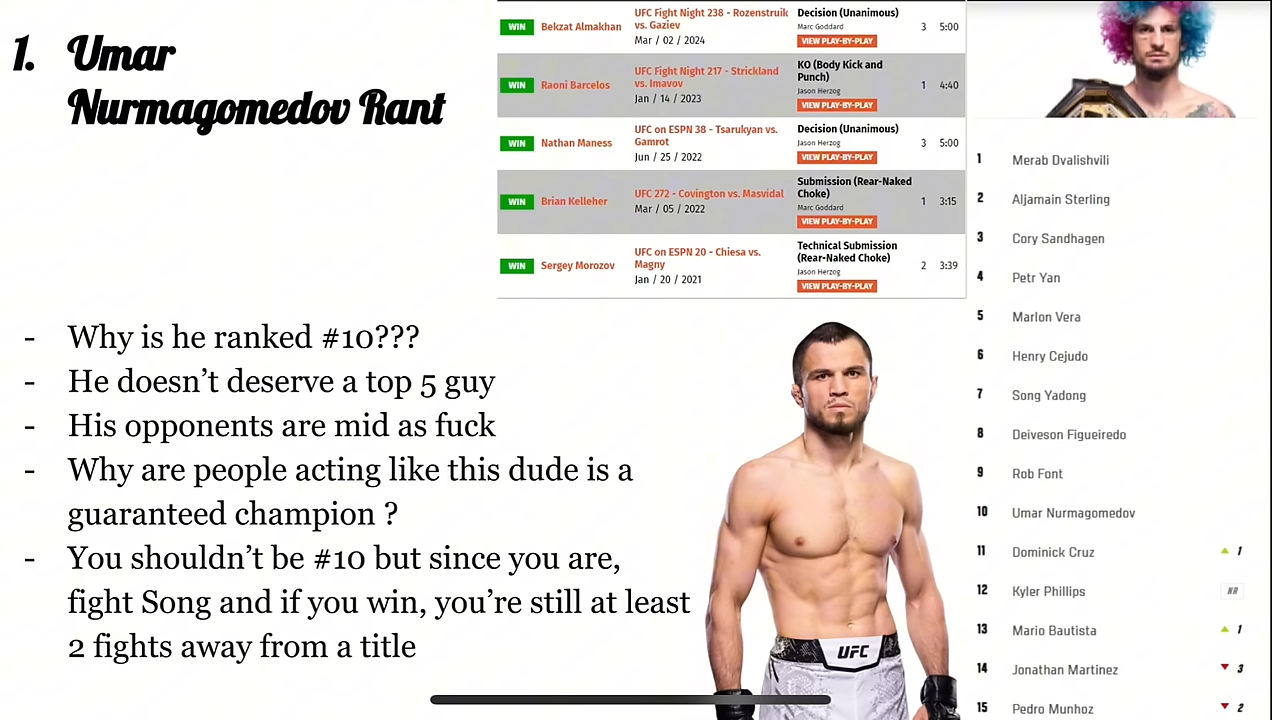 1. Umar
Nurmagomedov Rant
- Why is he ranked #10???
- He doesn't deserve a top 5 guy
- His opponents are mid as fuck
- Why are people acting like this dude is a
guaranteed champion ?
- You shouldn't be #10 but since you are,
fight Song and if you win, you're still at least
2 fights away from a title
WIN Bekzat Almakhan UFC Fight Night 238 - Rozenstruik Decision (Unanimous) 3 5:00
vs. Gaziev Marc Goddard
Mar / 02 / 2024 VIEW PLAY-BY-PLAY
WIN Raoni Barcelos UFC Fight Night 217 - Strickland KO (Body Kick and 1 4:40
vs. Imavov Punch)
Jan / 14 / 2023 Jason Herzog
VIEW PLAY-BY-PLAY
WIN Nathan Maness UFC on ESPN 38 - Tsarukyan vs. Decision (Unanimous) 3 5:00
Gamrot Jason Herzog
Jun / 25 / 2022 VIEW PLAY-BY-PLAY
WIN Brian Kelleher UFC 272 - Covington vs. Masvidal Submission (Rear-Naked 1 3:15
Mar / 05 / 2022 Choke)
Marc Goddard
VIEW PLAY-BY-PLAY
WIN Sergey Morozov UFC on ESPN 20 - Chiesa vs. Technical Submission 2 3:39
Magny (Rear-Naked Choke)
Jan / 20 / 2021 Jason Herzog
VIEW PLAY-BY-PLAY
1 Merab Dvalishvili
2 Aljamain Sterling
3 Cory Sandhagen
4 Petr Yan
5 Marlon Vera
6 Henry Cejudo
7 Song Yadong
8 Deiveson Figueiredo
9 Rob Font
10 Umar Nurmagomedov
11 Dominick Cruz 1
12 Kyler Phillips NR
13 Mario Bautista 1
14 Jonathan Martinez 3
15 Pedro Munhoz 2
UFC